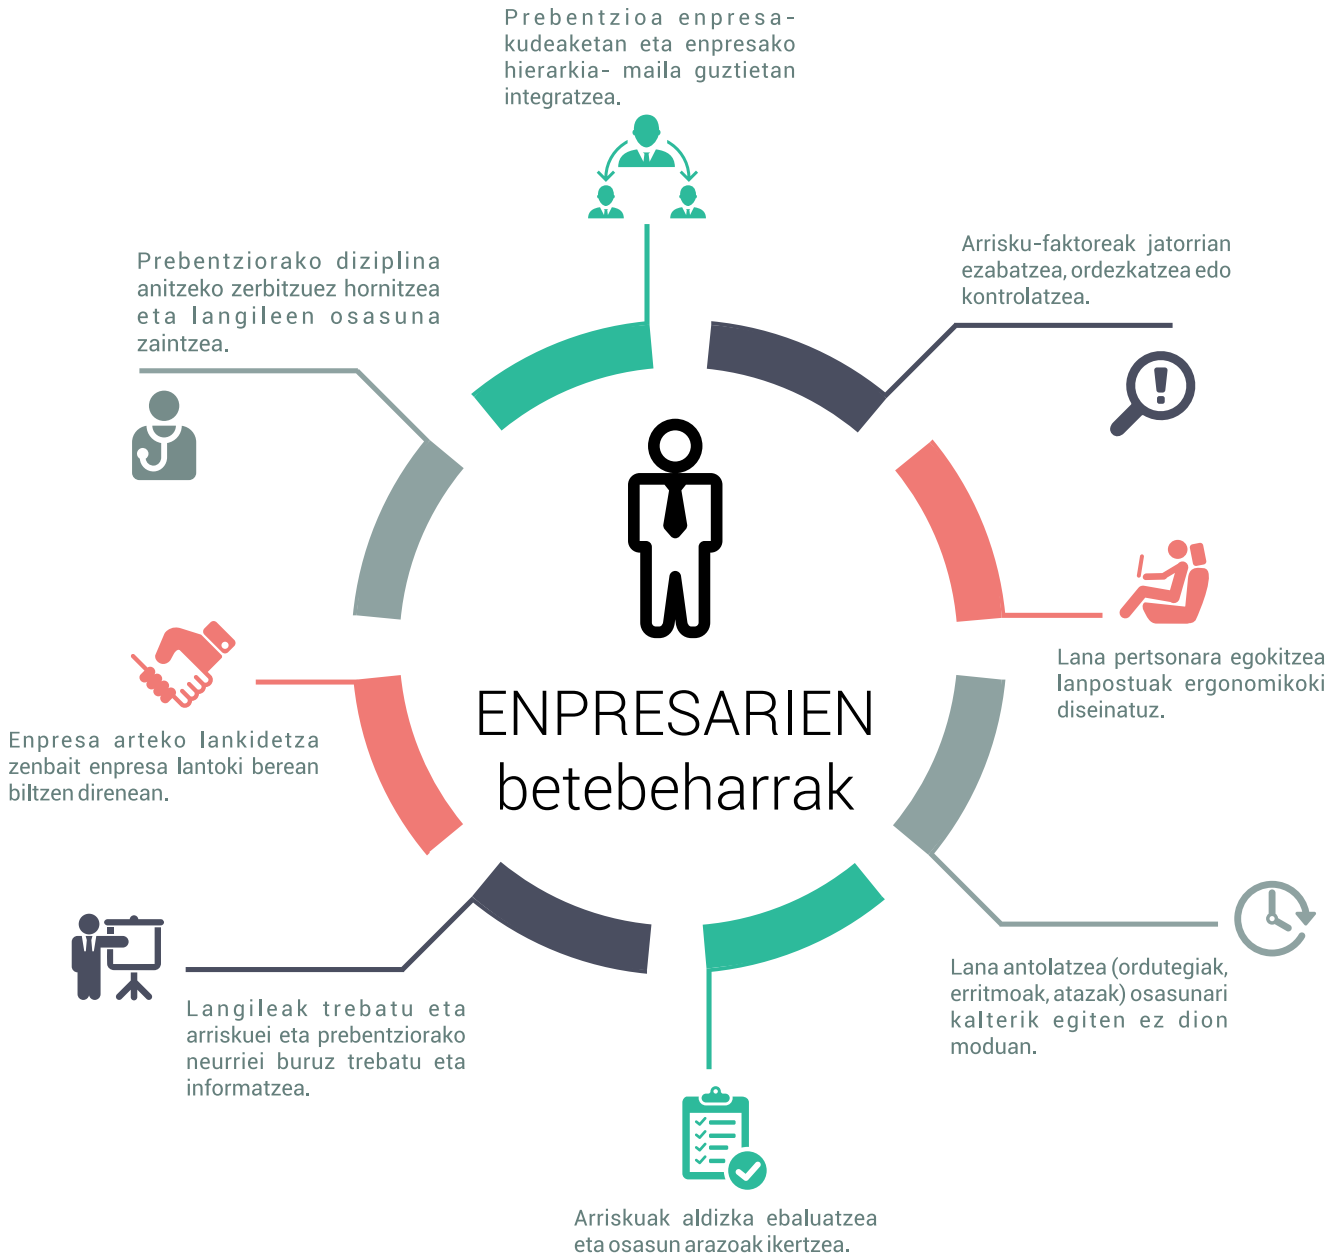 Prebentzioa enpresa-
kudeaketan eta enpresako
hierarkia- maila guztietan
integratzea.
Arrisku-faktoreak jatorrian
ezabatzea, ordezkatzea edo
kontrolatzea.
Prebentziorako diziplina
anitzeko zerbitzuez hornitzea
eta langileen osasuna
zaintzea.
Lana pertsonara egokitzea
lanpostuak ergonomikoki
diseinatuz.
ENPRESARIEN
betebeharrak
Enpresa arteko lankidetza
zenbait enpresa lantoki berean
biltzen direnean.
Lana antolatzea (ordutegiak,
erritmoak, atazak) osasunari
kalterik egiten ez dion
moduan.
Langileak trebatu eta
arriskuei eta prebentziorako
neurriei buruz trebatu eta
informatzea.
Arriskuak aldizka ebaluatzea
eta osasun arazoak ikertzea.